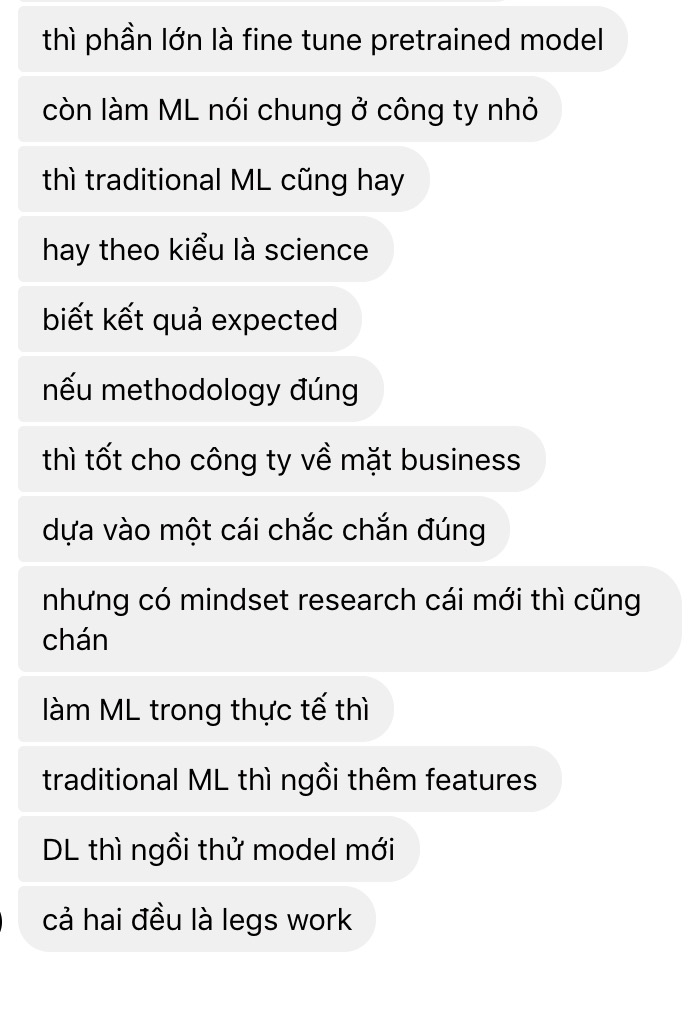 thì phần lớn là fine tune pretrained model
còn làm ML nói chung ở công ty nhỏ
thì traditional ML cũng hay
hay theo kiểu là science
biết kết quả expected
nếu methodology đúng
thì tốt cho công ty về mặt business
dựa vào một cái chắc chắn đúng
nhưng có mindset research cái mới thì cũng
chán
làm ML trong thực tế thì
traditional ML thì ngồi thêm features
DL thì ngồi thử model mới
cả hai đều là legs work